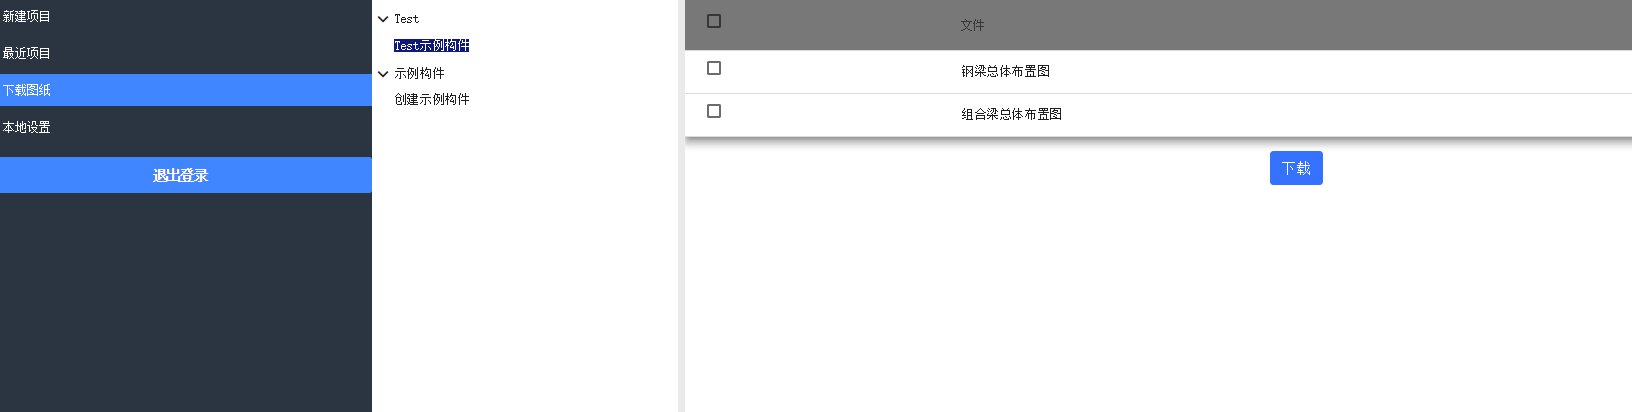 新建项目
最近项目
下载图纸
本地设置
退出登录
Test
Test示例构件
示例构件
创建示例构件
文件
钢梁总体布置图
组合梁总体布置图
下载